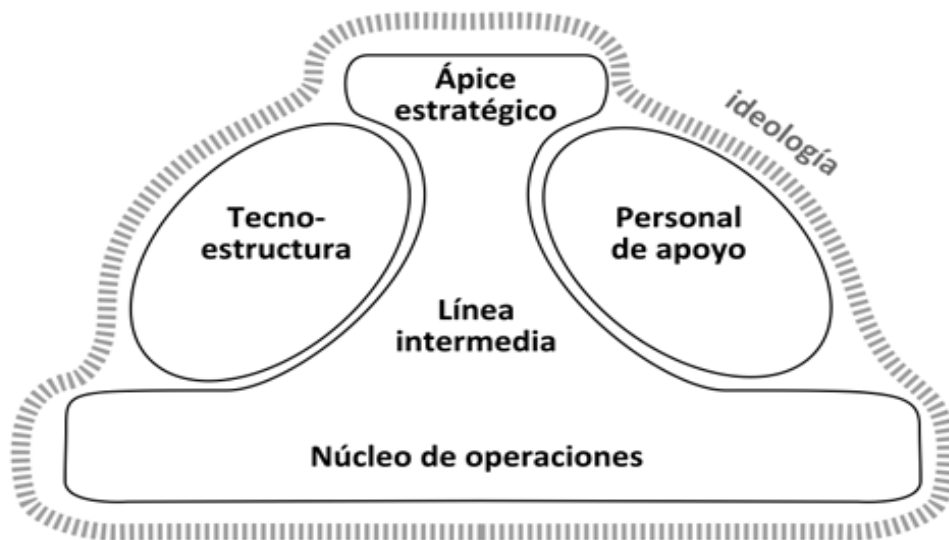 Ápice
estratégico
ideología
Tecno-
estructura
Personal
de apoyo
Línea
intermedia
Núcleo de operaciones